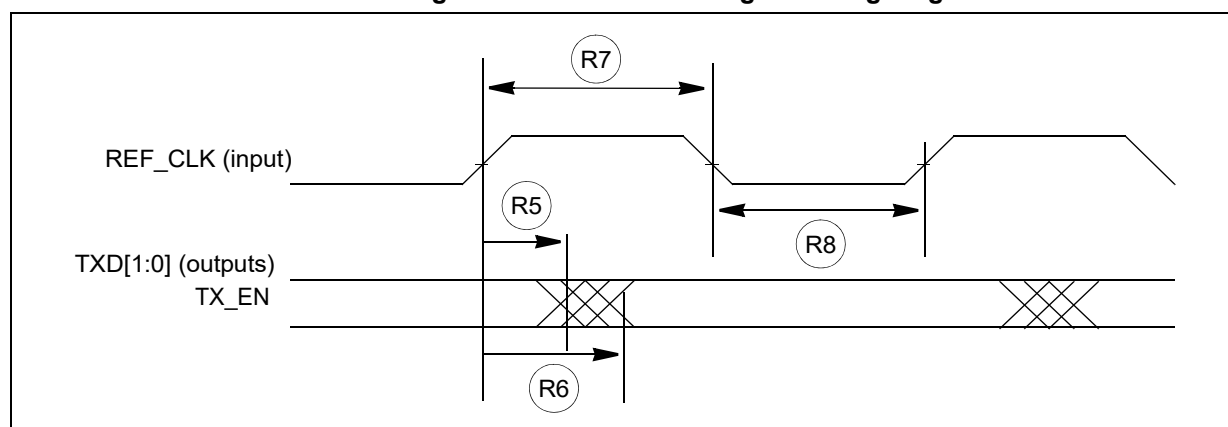 R7
REF_CLK (input)
R5
R8
TXD[1:0] (outputs)
TX_EN
R6